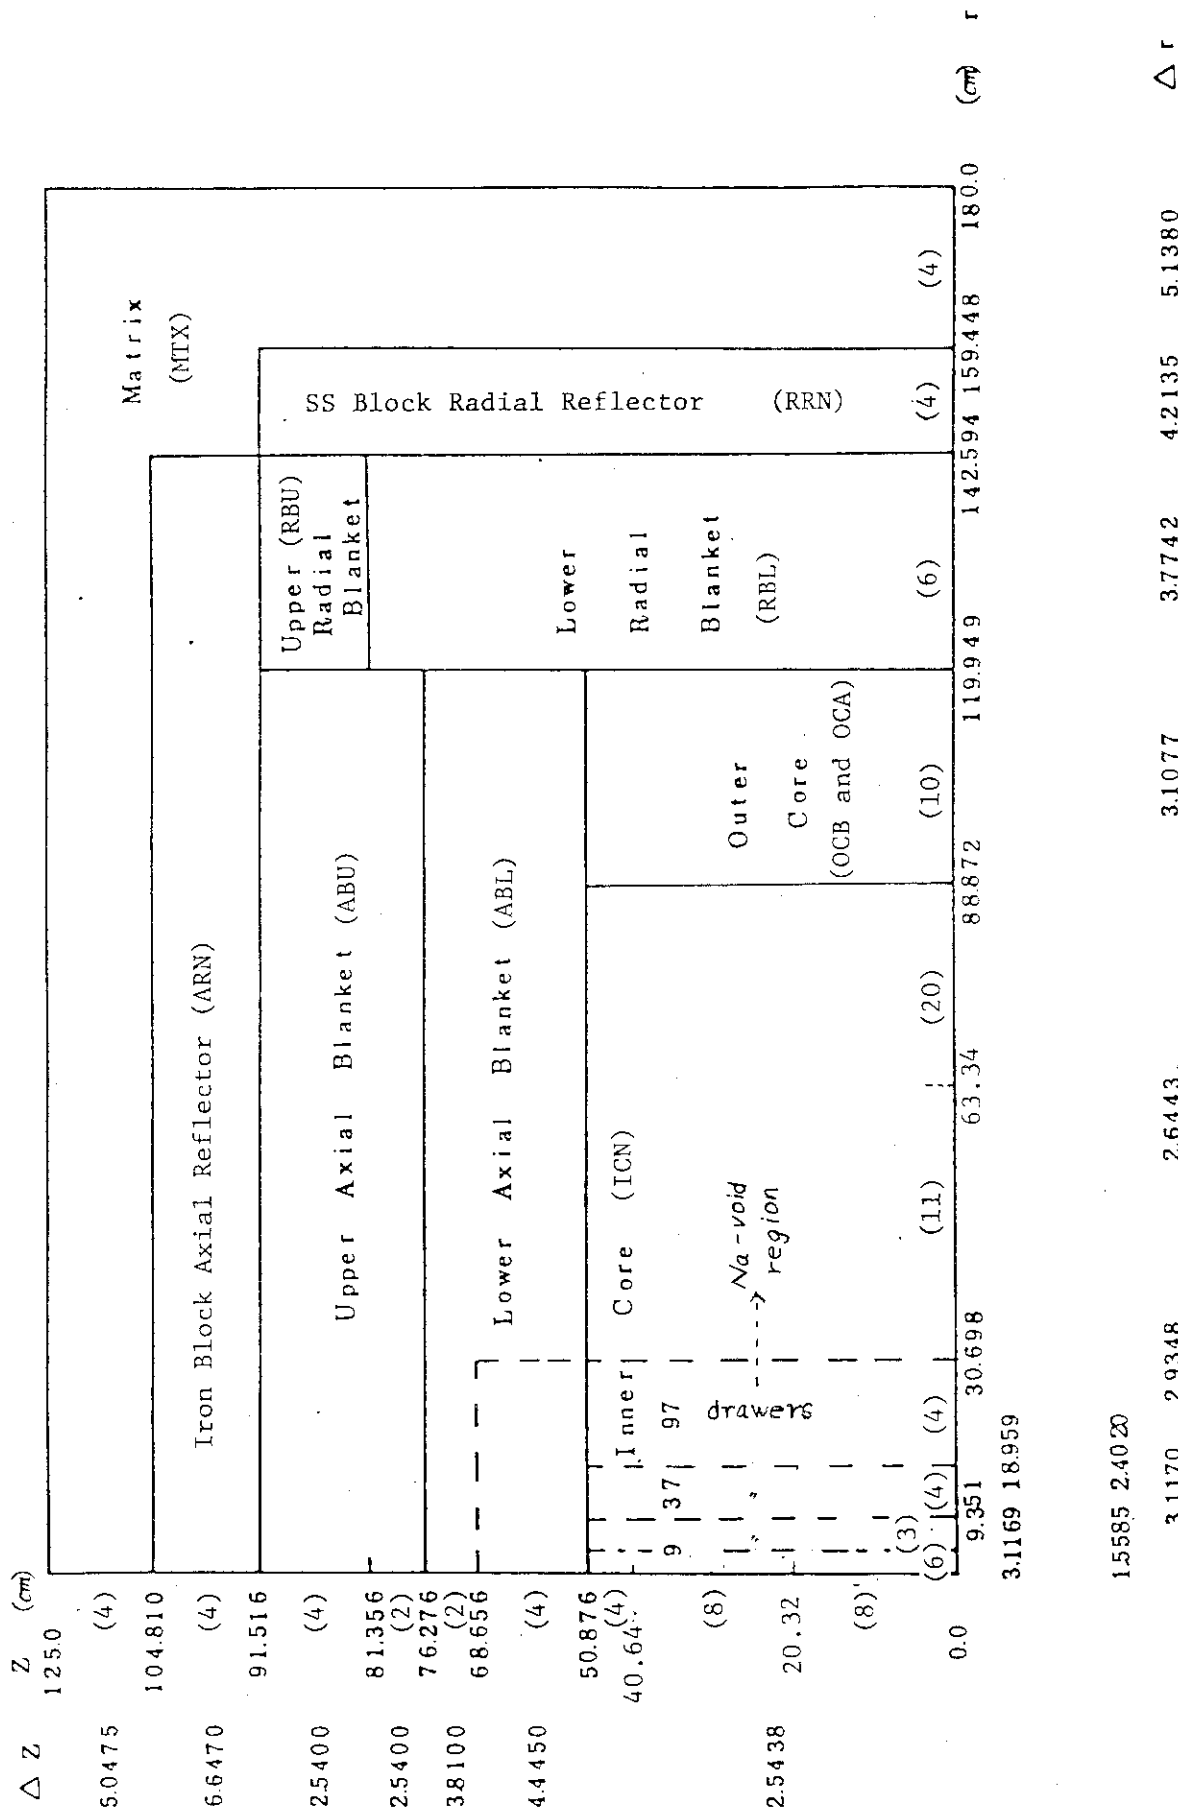 Δ Z
Z (cm)
125.0
5.0475
(4)
104.810
6.6470
(4)
91.516
2.5400
(4)
81.356
2.5400
(2)
76.276
3.8100
(2)
68.656
4.4450
(4)
50.876
(4)
40.64
(8)
2.5438
20.32
(8)
0.0
Matrix
(MTX)
Iron Block Axial Reflector (ARN)
SS Block Radial Reflector (RRN)
Upper (RBU)
Radial
Blanket
Upper Axial Blanket (ABU)
Lower Axial Blanket (ABL)
Lower
Radial
Blanket
(RBL)
Inner Core (ICN)
9 37 97
" " drawers
Na-void
region
Outer
Core
(OCB and OCA)
(6) (3) (4) (4) (11) (20) (10) (6) (4) (4)
9.351 30.698 63.34 88.872 119.949 142.594 159.448 180.0 (cm) r
3.1169 18.959
1.5585 2.4020
3.1170 2.9348 2.6443 3.1077 3.7742 4.2135 5.1380 Δ r